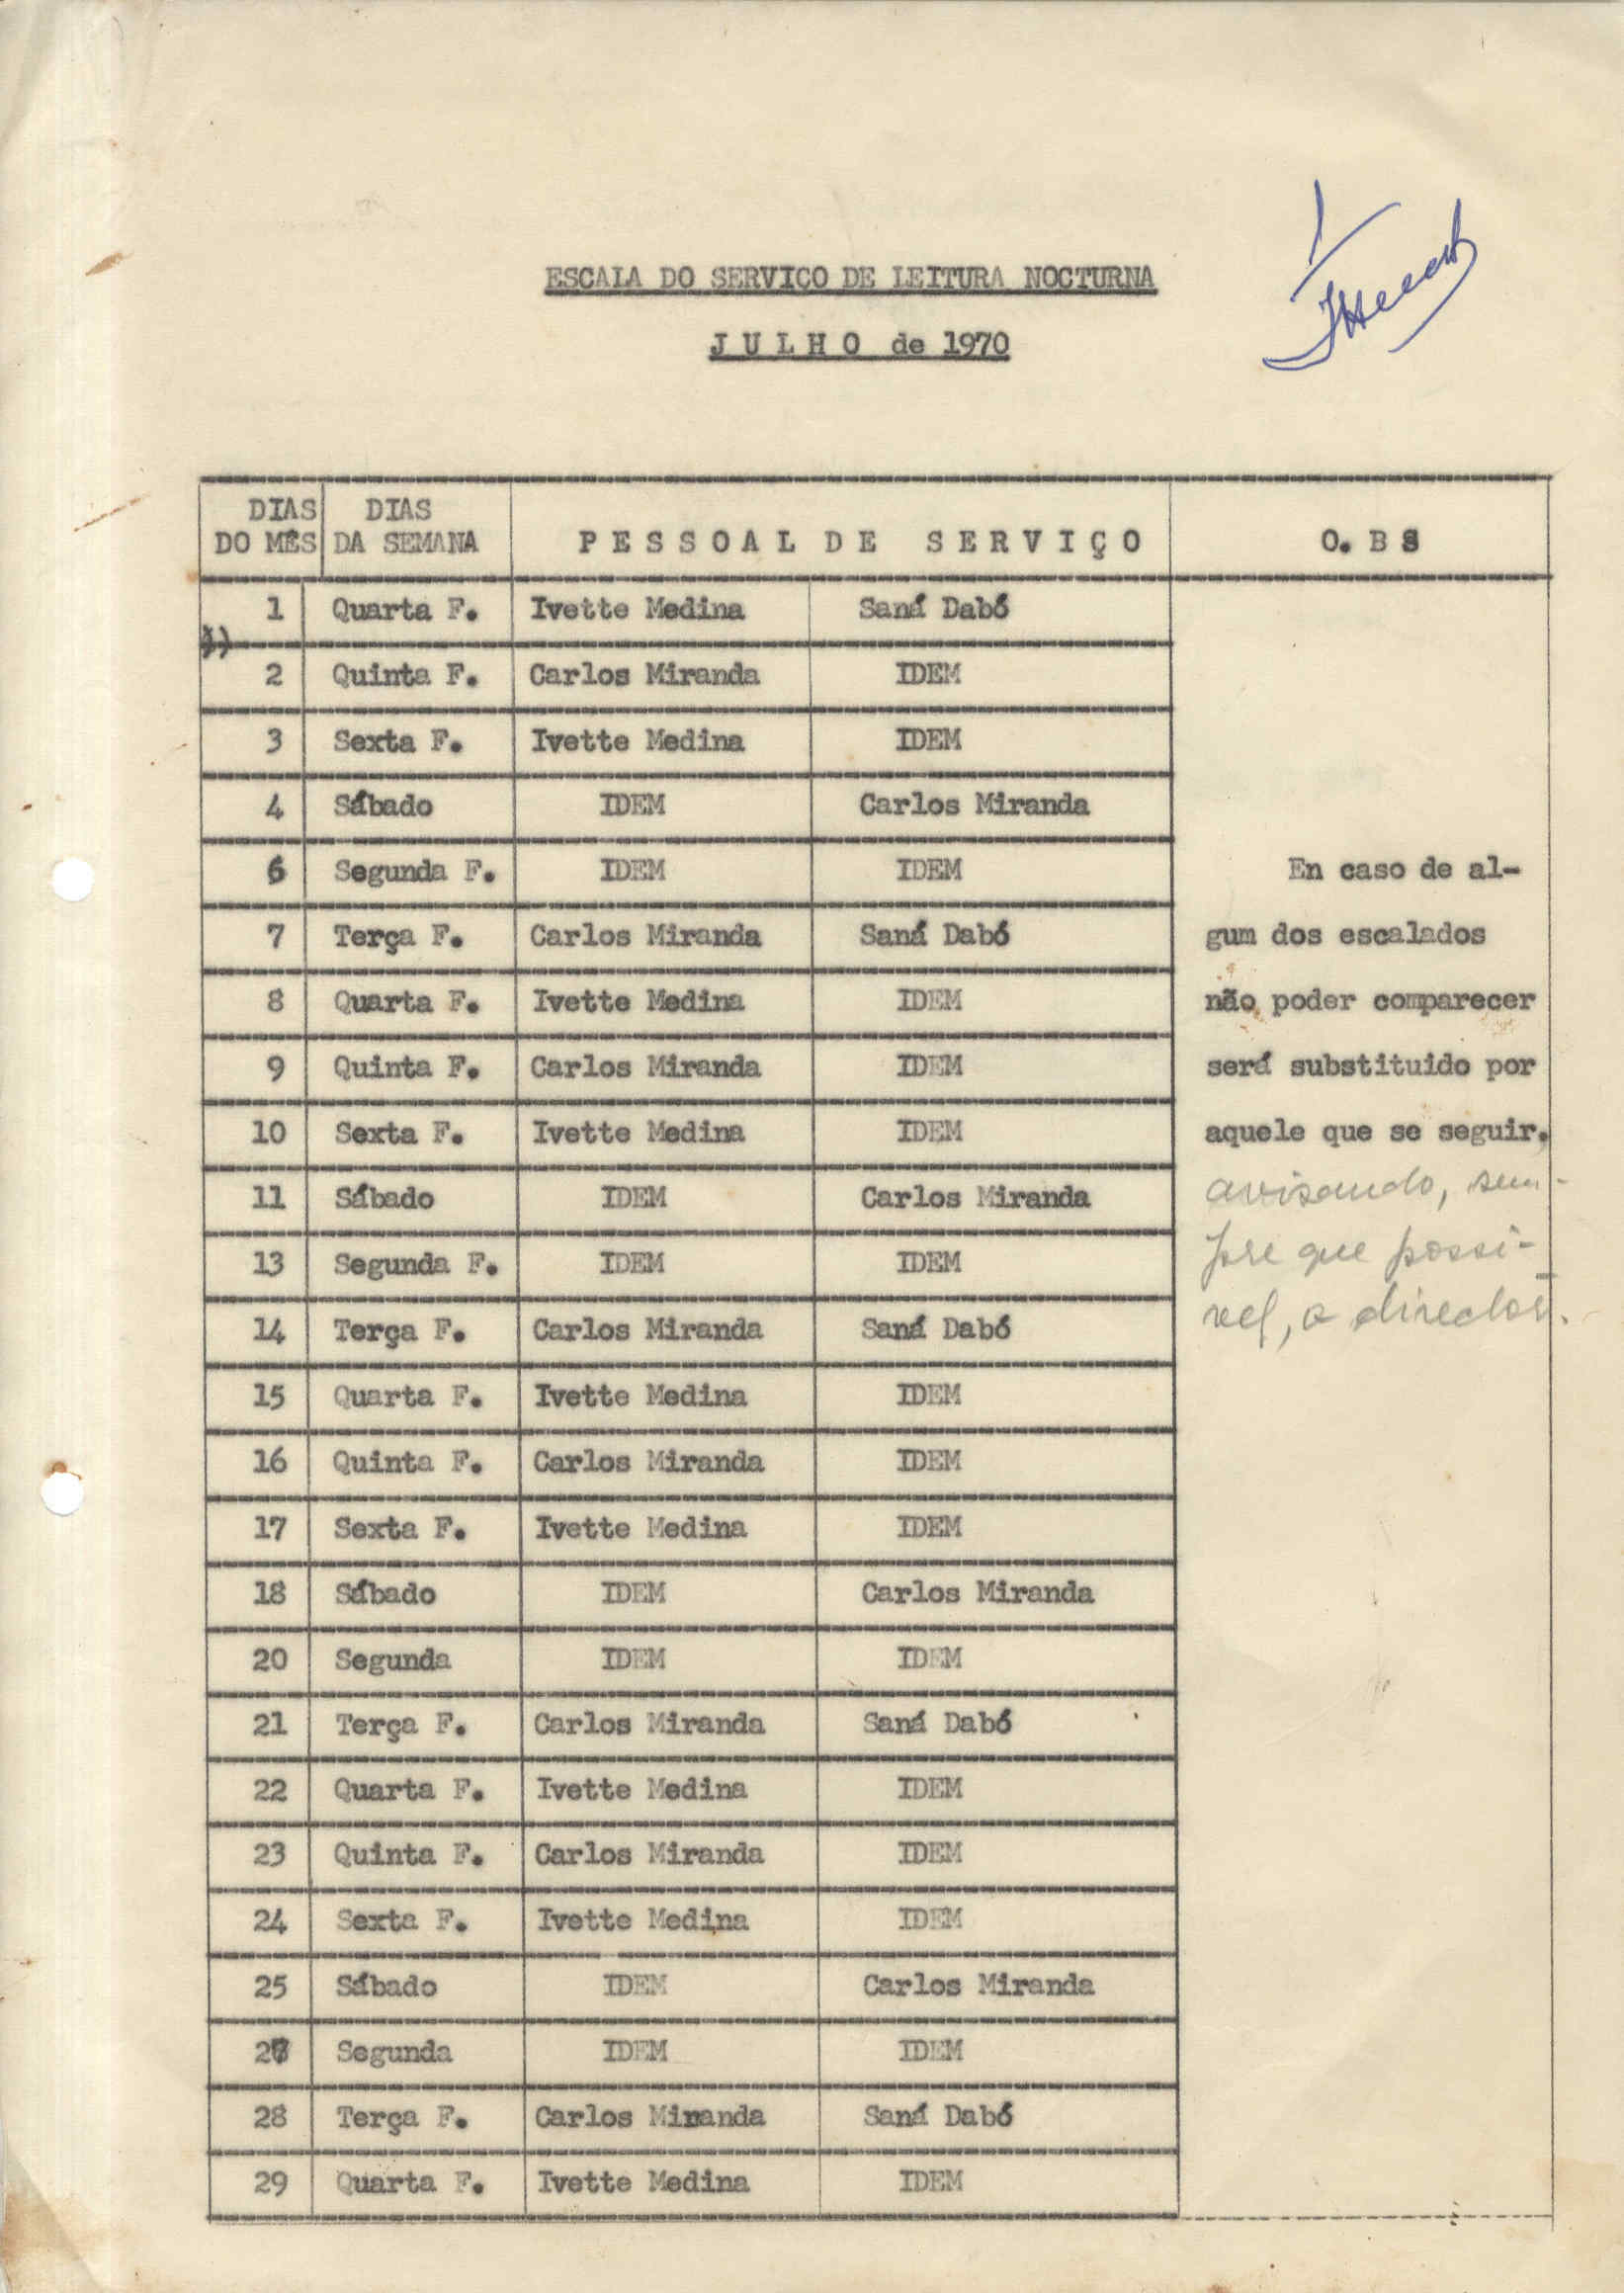 ESCALA DO SERVIÇO DE LEITURA NOCTURNA
JULHO de 1970
DIAS DO MÊS DIAS DA SEMANA PESSOAL DE SERVIÇO O.BS
1 Quarta F. Ivette Medina Saná Dabó
2 Quinta F. Carlos Miranda IDEM
3 Sexta F. Ivette Medina IDEM
4 Sábado IDEM Carlos Miranda
6 Segunda F. IDEM IDEM
7 Terça F. Carlos Miranda Saná Dabó
8 Quarta F. Ivette Medina IDEM
9 Quinta F. Carlos Miranda IDEM
10 Sexta F. Ivette Medina IDEM
11 Sábado IDEM Carlos Miranda
13 Segunda F. IDEM IDEM
14 Terça F. Carlos Miranda Saná Dabó
15 Quarta F. Ivette Medina IDEM
16 Quinta F. Carlos Miranda IDEM
17 Sexta F. Ivette Medina IDEM
18 Sábado IDEM Carlos Miranda
20 Segunda IDEM IDEM
21 Terça F. Carlos Miranda Saná Dabó
22 Quarta F. Ivette Medina IDEM
23 Quinta F. Carlos Miranda IDEM
24 Sexta F. Ivette Medina IDEM
25 Sábado IDEM Carlos Miranda
27 Segunda IDEM IDEM
28 Terça F. Carlos Miranda Saná Dabó
29 Quarta F. Ivette Medina IDEM
En caso de al-
gum dos escalados
não poder comparecer
será substituido por
aquele que se seguir,
avisando, sem-
pre que possi-
vel, o director.